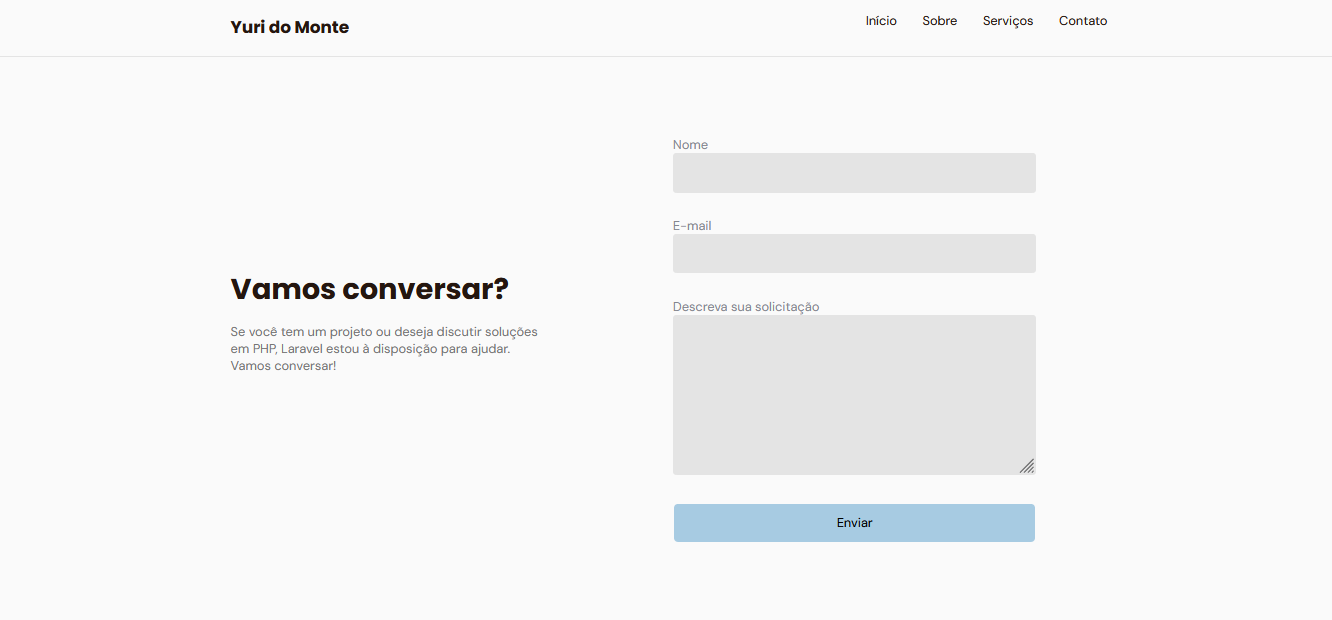 Yuri do Monte
Início Sobre Serviços Contato
Vamos conversar?
Se você tem um projeto ou deseja discutir soluções
em PHP, Laravel estou à disposição para ajudar.
Vamos conversar!
Nome
E-mail
Descreva sua solicitação
Enviar